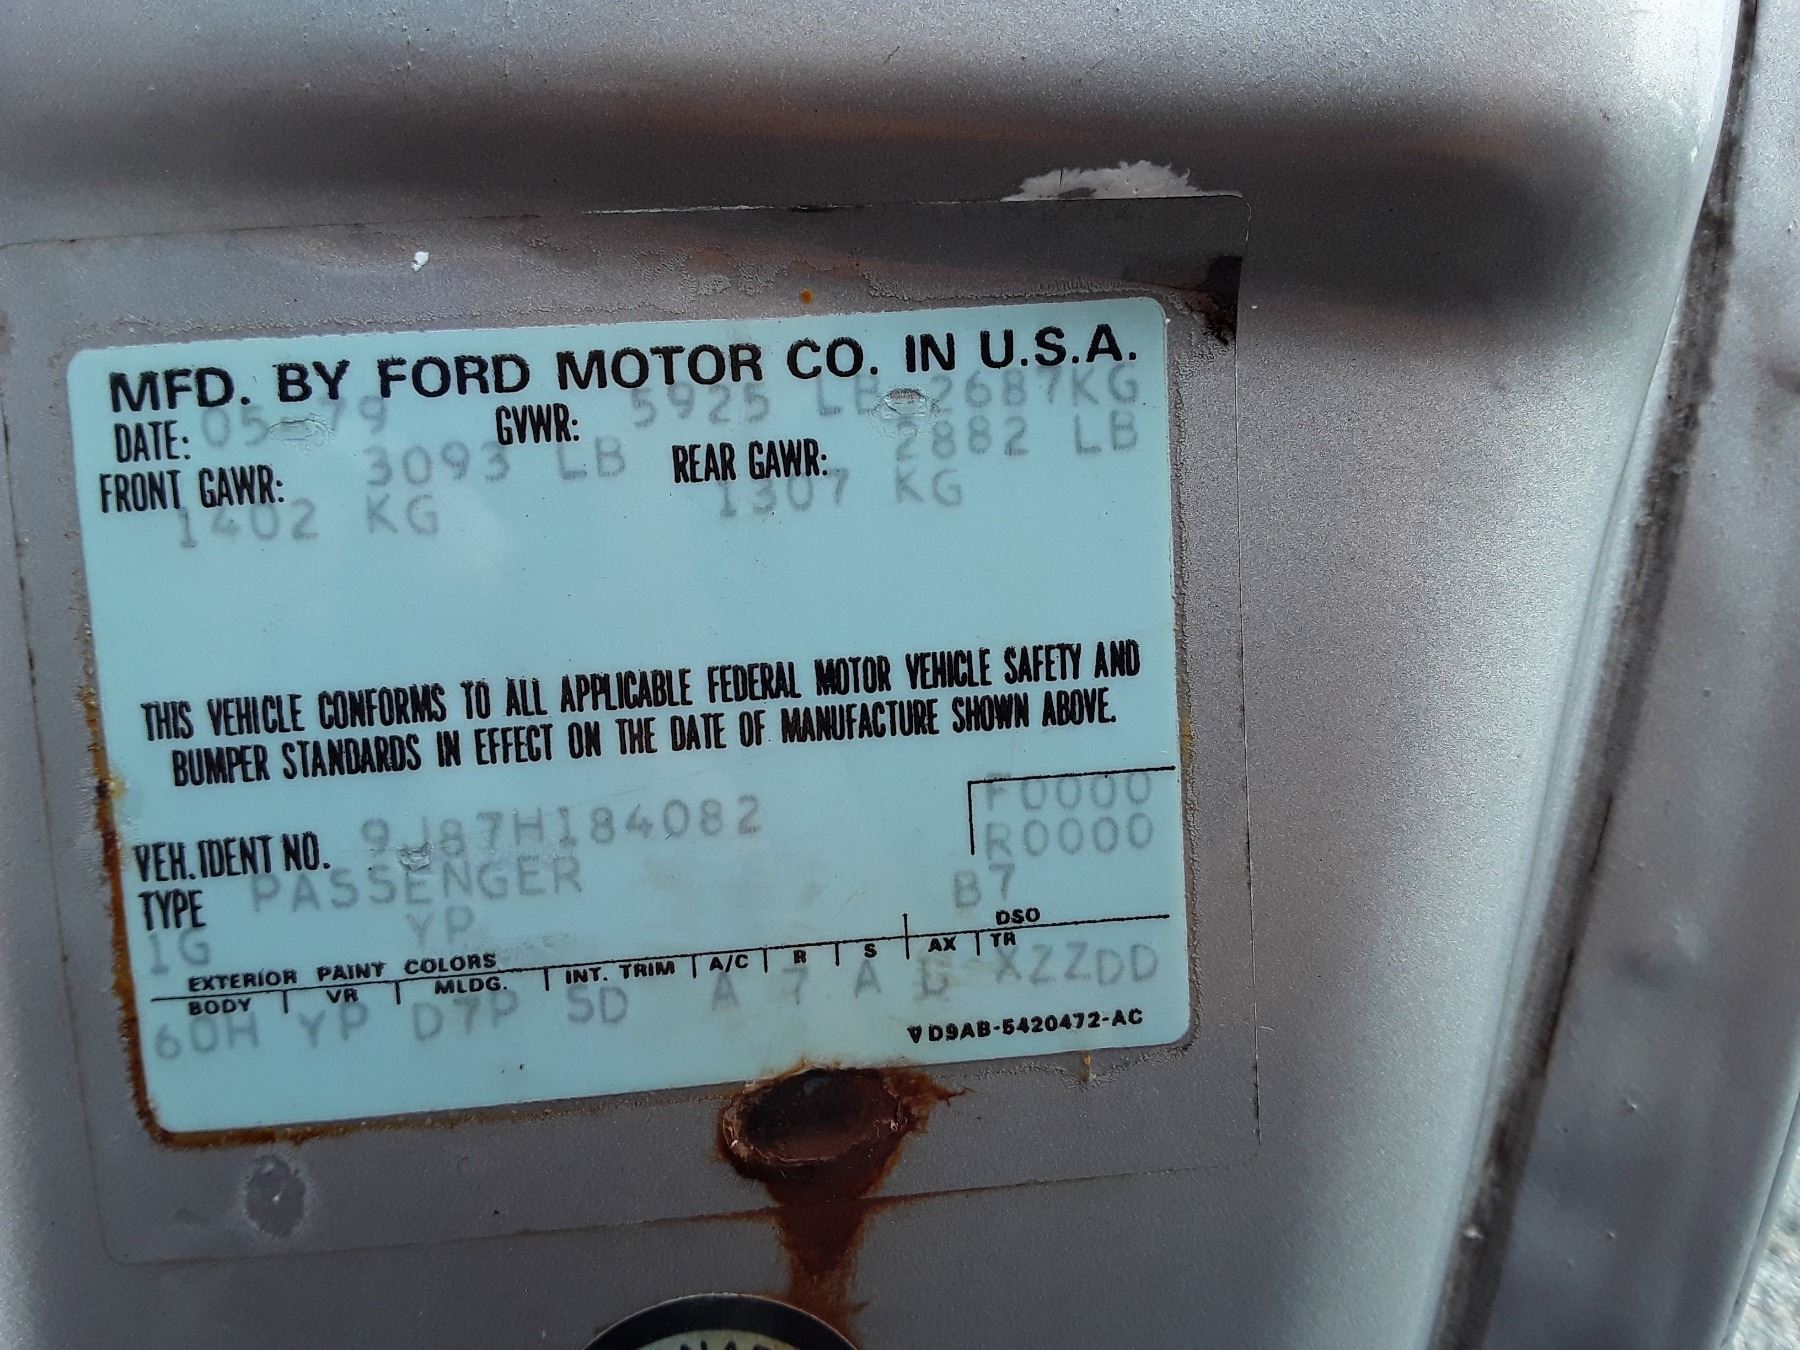 MFD. BY FORD MOTOR CO. IN U.S.A.
DATE: 05-79 GVWR: 5925 LB 2687KG
FRONT GAWR: 3093 LB REAR GAWR: 2882 LB
1402 KG 1307 KG
THIS VEHICLE CONFORMS TO ALL APPLICABLE FEDERAL MOTOR VEHICLE SAFETY AND
BUMPER STANDARDS IN EFFECT ON THE DATE OF MANUFACTURE SHOWN ABOVE.
F0000
VEH. IDENT NO. 9J87H184082 R0000
TYPE PASSENGER B7
1G YP DSO
EXTERIOR PAINT COLORS INT. TRIM A/C R S AX TR
BODY VR MLDG.
60H YP D7P SD A 7 A XZZDD
D9AB-5420472-AC